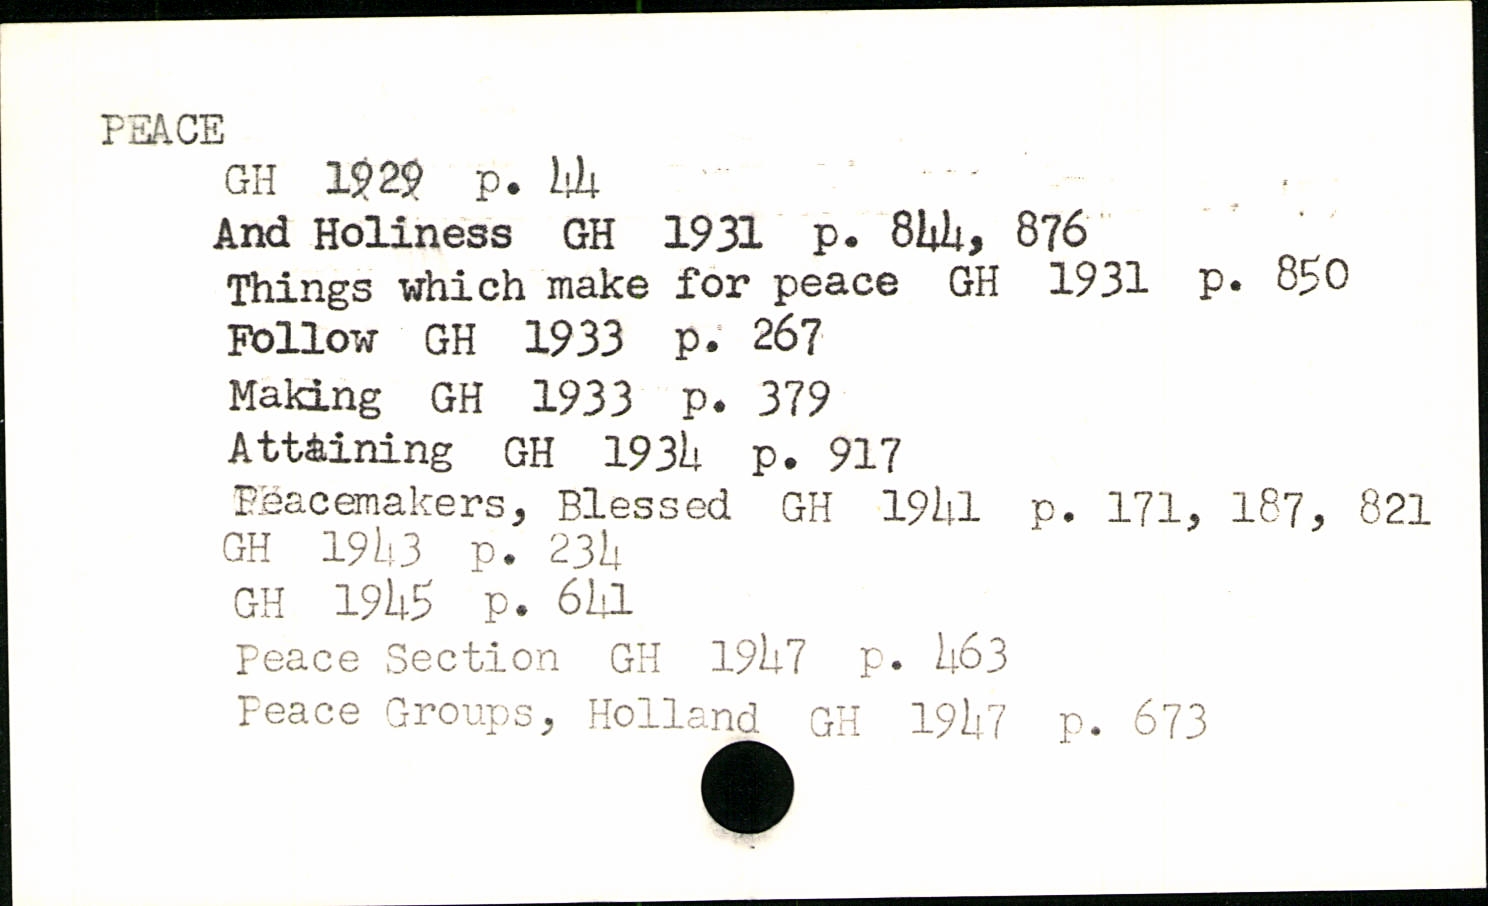 PEACE
GH 1929 p. 44
And Holiness GH 1931 p. 844, 876
Things which make for peace GH 1931 p. 850
Follow GH 1933 p. 267
Making GH 1933 p. 379
Attaining GH 1934 p. 917
Peacemakers, Blessed GH 1941 p. 171, 187, 821
GH 1943 p. 234
GH 1945 p. 641
Peace Section GH 1947 p. 463
Peace Groups, Holland GH 1947 p. 673